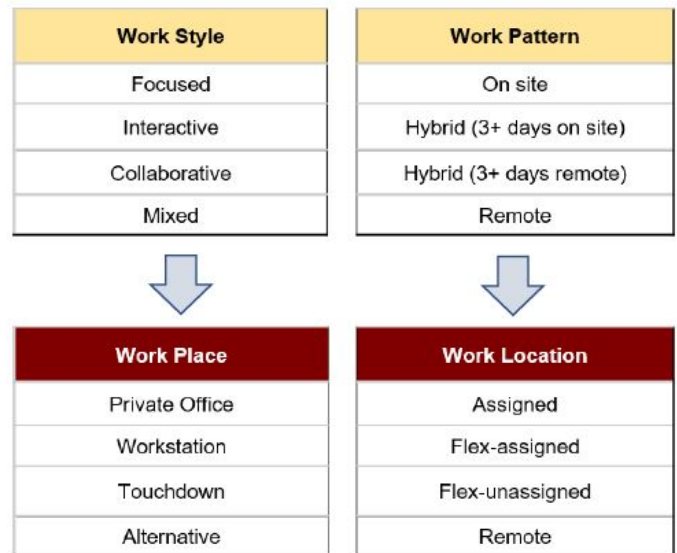 Work Style
Focused
Interactive
Collaborative
Mixed
Work Pattern
On site
Hybrid (3+ days on site)
Hybrid (3+ days remote)
Remote
Work Place
Private Office
Workstation
Touchdown
Alternative
Work Location
Assigned
Flex-assigned
Flex-unassigned
Remote